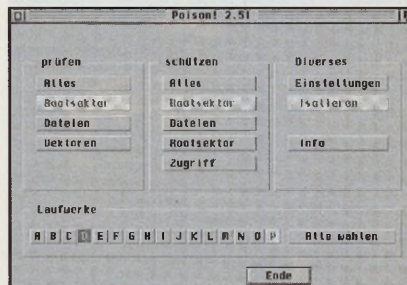 Poison! 2.51
prüfen
Alles
Bootsektor
Dateien
Vektoren
schützen
Alles
Bootsektor
Dateien
Rootsektor
Zugriff
Diverses
Einstellungen
Isolieren
Info
Laufwerke
A B C D E F G H I J K L M N O P
Alle wählen
Ende